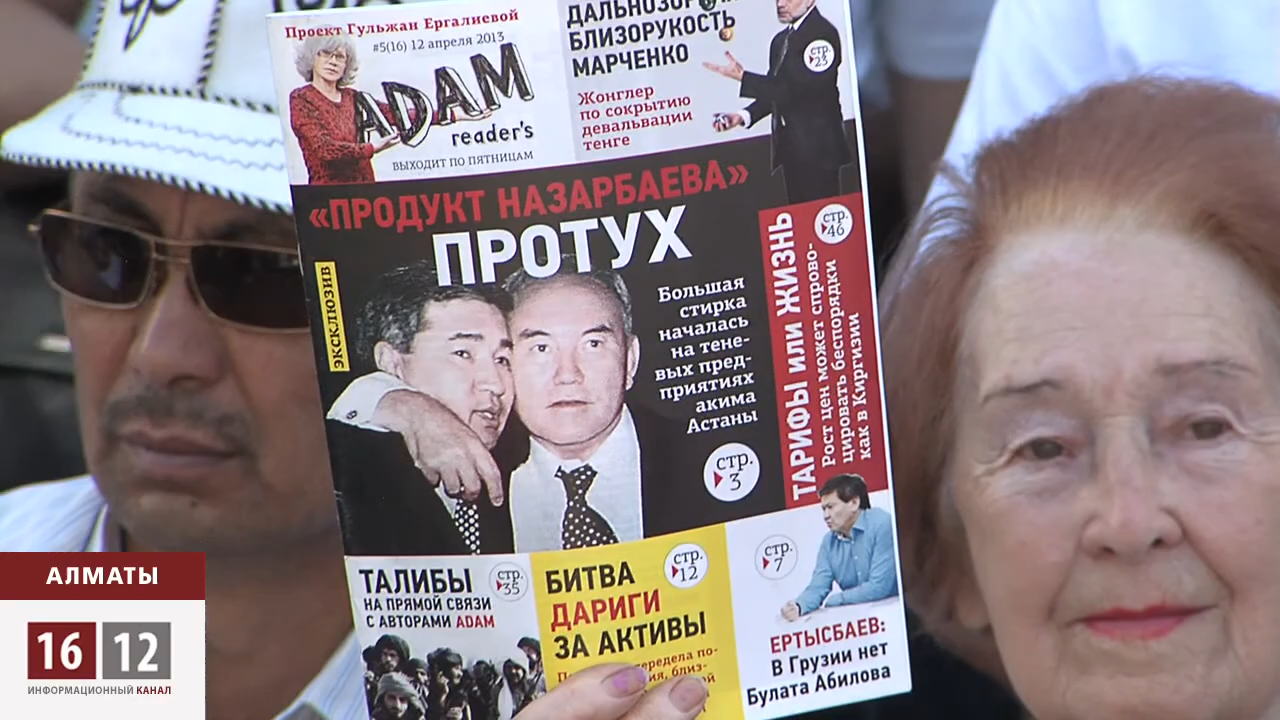 Проект Гульжан Ергалиевой
#5(16) 12 апреля 2013
ADAM
reader's
ВЫХОДИТ ПО ПЯТНИЦАМ
БЛИЗОРУКОСТЬ
МАРЧЕНКО
Жонглер
по сокрытию
девальвации
тенге
стр.
23
«ПРОДУКТ НАЗАРБАЕВА»
ПРОТУХ
ЭКСКЛЮЗИВ
Большая
стирка
началась
на тене-
вых пред-
приятиях
акима
Астаны
стр.
3
ТАРИФЫ ИЛИ ЖИЗНЬ
стр.
46
Рост цен может спрово-
цировать беспорядки
как в Киргизии
ТАЛИБЫ
НА ПРЯМОЙ СВЯЗИ
С АВТОРАМИ ADAM
стр.
35
БИТВА
ДАРИГИ
ЗА АКТИВЫ
стр.
12
стр.
7
ЕРТЫСБАЕВ:
В Грузии нет
Булата Абилова
АЛМАТЫ
16 12
ИНФОРМАЦИОННЫЙ КАНАЛ